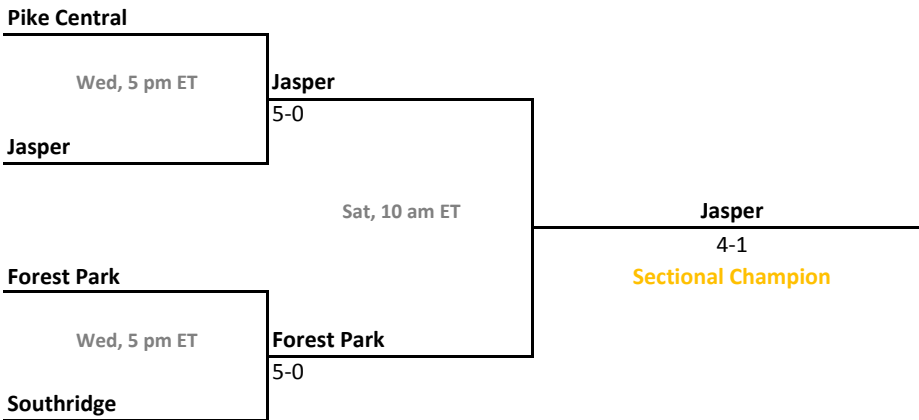 Pike Central
Wed, 5 pm ET
Jasper
5-0
Jasper
Sat, 10 am ET
Jasper
4-1
Sectional Champion
Forest Park
Wed, 5 pm ET
Forest Park
5-0
Southridge